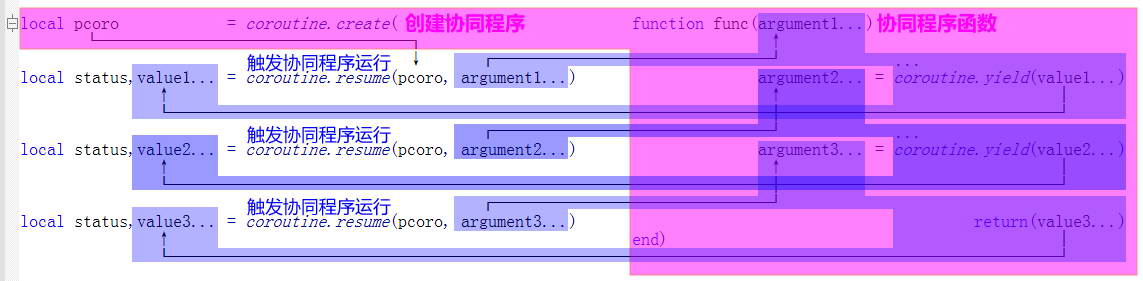 local pcoro = coroutine.create( 创建协同程序 function func(argument1...) 协同程序函数
触发协同程序运行 ...
local status,value1... = coroutine.resume(pcoro, argument1...) argument2... = coroutine.yield(value1...)
触发协同程序运行 ...
local status,value2... = coroutine.resume(pcoro, argument2...) argument3... = coroutine.yield(value2...)
触发协同程序运行
local status,value3... = coroutine.resume(pcoro, argument3...) return(value3...)
end)